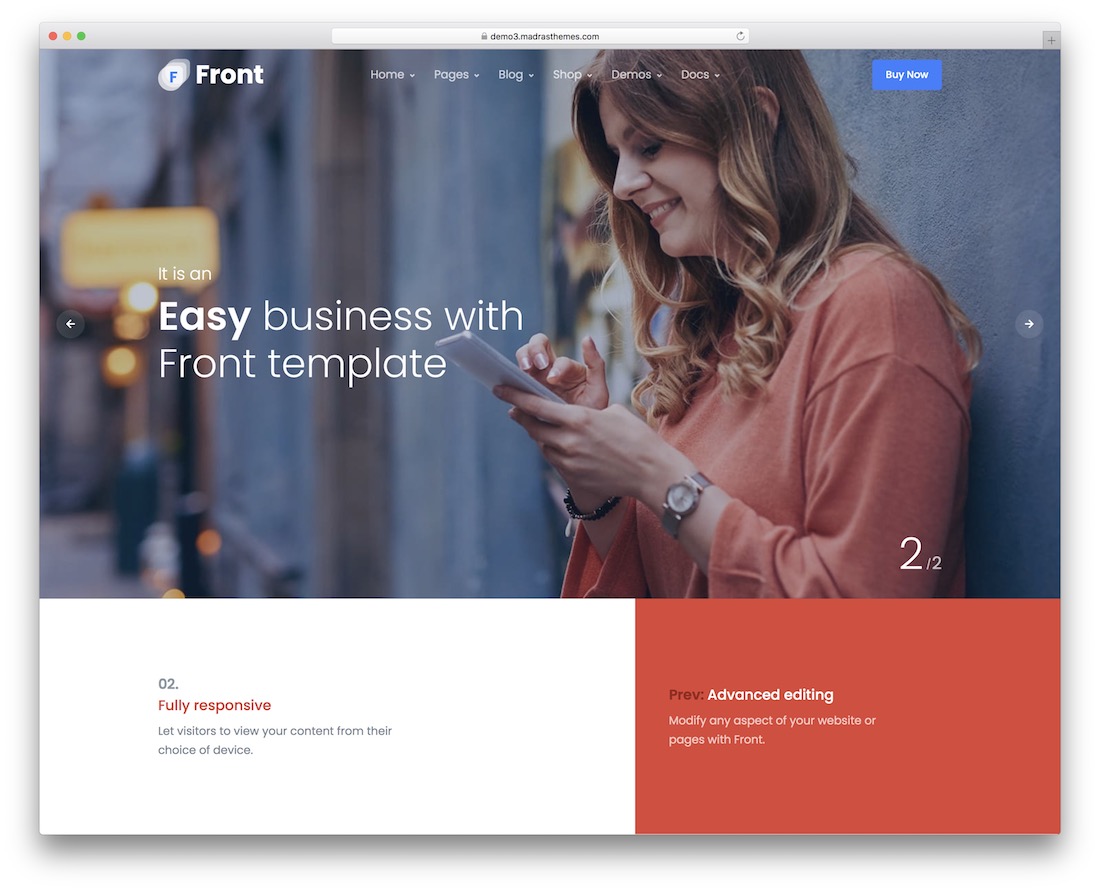 demo3.madrasthemes.com
F Front
Home Pages Blog Shop Demos Docs
Buy Now
It is an
Easy business with
Front template
2 /2
02.
Fully responsive
Let visitors to view your content from their
choice of device.
Prev: Advanced editing
Modify any aspect of your website or
pages with Front.